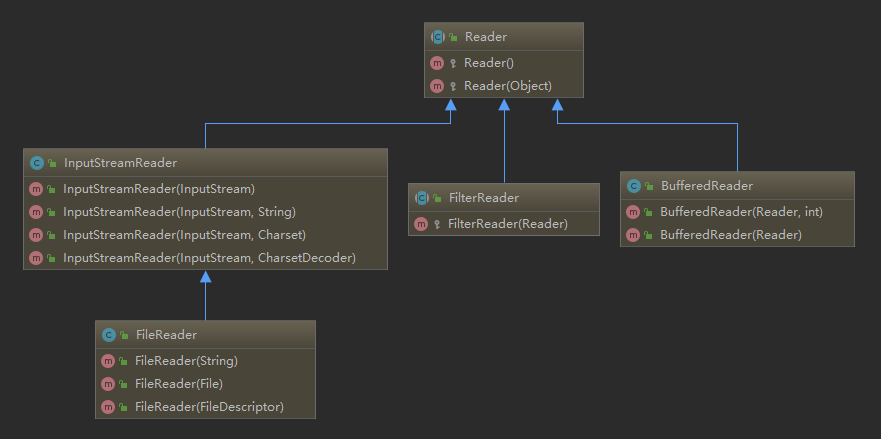 Reader
Reader()
Reader(Object)
InputStreamReader
InputStreamReader(InputStream)
InputStreamReader(InputStream, String)
InputStreamReader(InputStream, Charset)
InputStreamReader(InputStream, CharsetDecoder)
FilterReader
FilterReader(Reader)
BufferedReader
BufferedReader(Reader, int)
BufferedReader(Reader)
FileReader
FileReader(String)
FileReader(File)
FileReader(FileDescriptor)